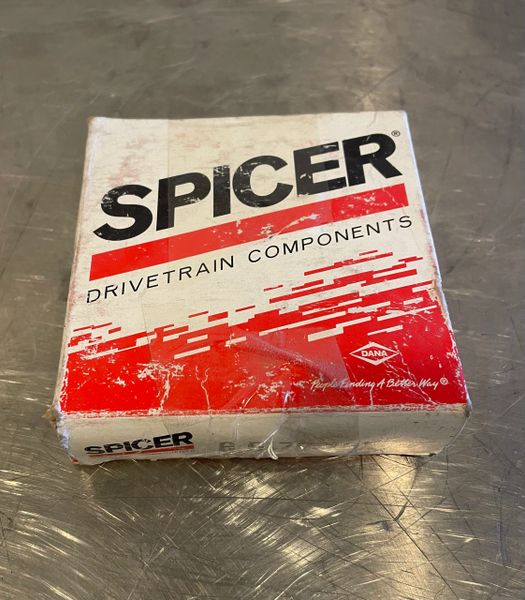 SPICER®
DRIVETRAIN COMPONENTS
DANA
People Finding A Better Way®
SPICER